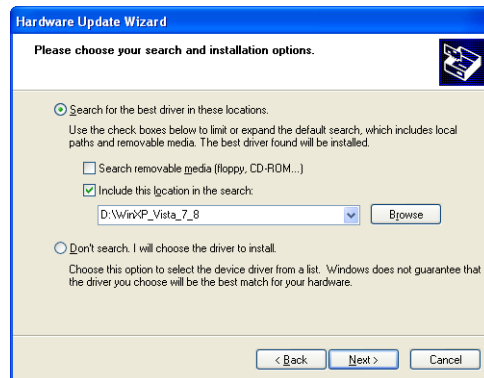 Hardware Update Wizard
Please choose your search and installation options.
Search for the best driver in these locations.
Use the check boxes below to limit or expand the default search, which includes local
paths and removable media. The best driver found will be installed.
Search removable media (floppy, CD-ROM...)
Include this location in the search:
D:\WinXP_Vista_7_8
Browse
Don't search. I will choose the driver to install.
Choose this option to select the device driver from a list. Windows does not guarantee that
the driver you choose will be the best match for your hardware.
< Back Next > Cancel